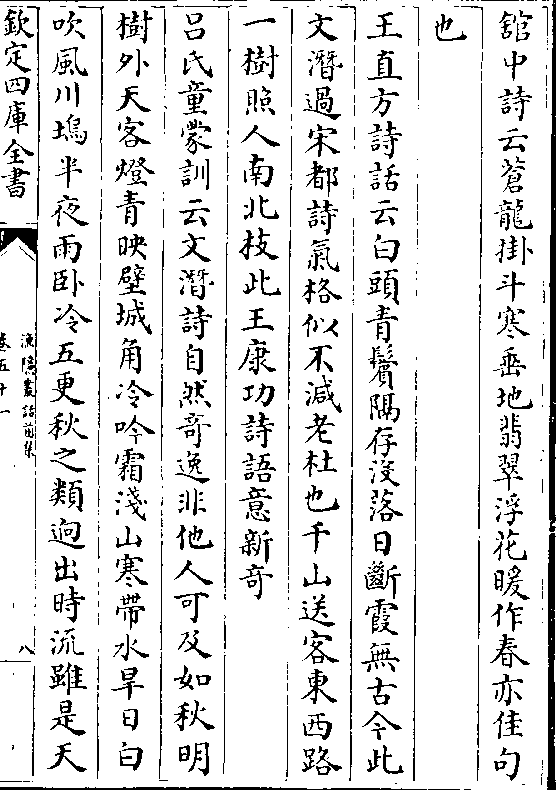 舘中詩云蒼龍掛斗寒垂地翡翠浮花暖作春亦佳句
也
王直方詩話云白頭青鬢隅存沒落日斷霞無古今此
文潛過宋都詩氣格似不減老杜也千山送客東西路
一樹照人南北枝此王康功詩語意新奇
吕氏童蒙訓云文潛詩自然竒逸非他人可及如秋明
樹外天客燈青映壁城角冷吟霜淺山寒帶水旱日白
吹風川塢半夜雨卧冷五更秋之類迥出時流雖是天
欽定四庫全書
漁隱叢話前集
卷五十一
八